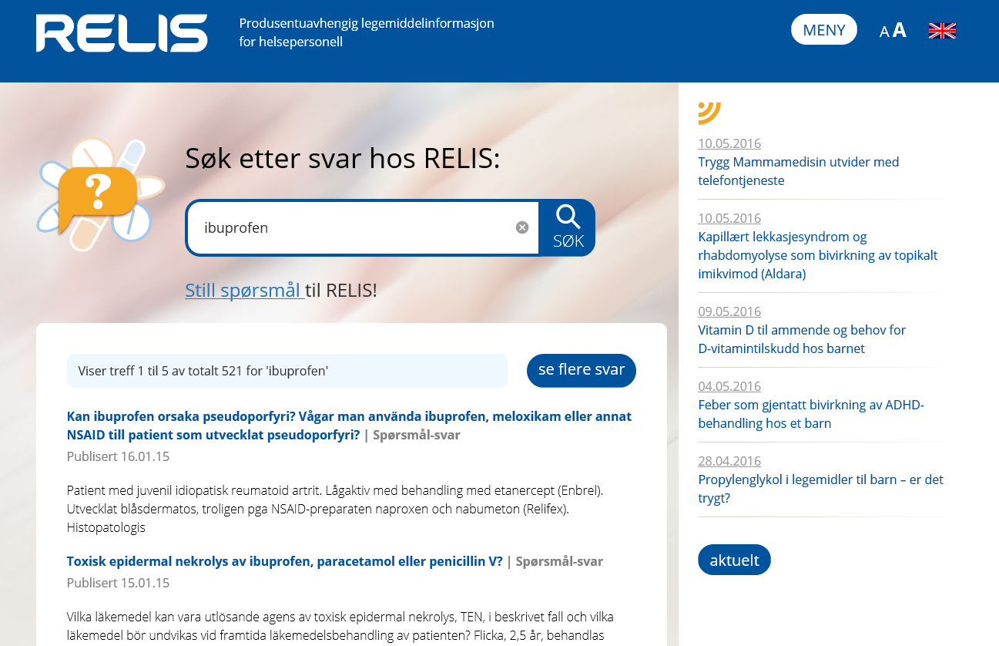 RELIS
Produsentuavhengig legemiddelinformasjon
for helsepersonell
MENY
A A
Søk etter svar hos RELIS:
?
ibuprofen
SØK
Still spørsmål til RELIS!
Viser treff 1 til 5 av totalt 521 for 'ibuprofen'
se flere svar
Kan ibuprofen orsaka pseudoporfyri? Vågar man använda ibuprofen, meloxikam eller annat
NSAID till patient som utvecklat pseudoporfyri? | Spørsmål-svar
Publisert 16.01.15
Patient med juvenil idiopatisk reumatoid artrit. Lågaktiv med behandling med etanercept (Enbrel).
Utvecklat blåsdermatos, troligen pga NSAID-preparaten naproxen och nabumeton (Relifex).
Histopatologis
Toxisk epidermal nekrolys av ibuprofen, paracetamol eller penicillin V? | Spørsmål-svar
Publisert 15.01.15
Vilka läkemedel kan vara utlösande agens av toxisk epidermal nekrolys, TEN, i beskrivet fall och vilka
läkemedel bör undvikas vid framtida läkemedelsbehandling av patienten? Flicka, 2,5 år, behandlas
10.05.2016
Trygg Mammamedisin utvider med
telefontjeneste
10.05.2016
Kapillært lekkasjesyndrom og
rhabdomyolyse som bivirkning av topikalt
imikvimod (Aldara)
09.05.2016
Vitamin D til ammende og behov for
D-vitamintilskudd hos barnet
04.05.2016
Feber som gjentatt bivirkning av ADHD-
behandling hos et barn
28.04.2016
Propylenglykol i legemidler til barn – er det
trygt?
aktuelt